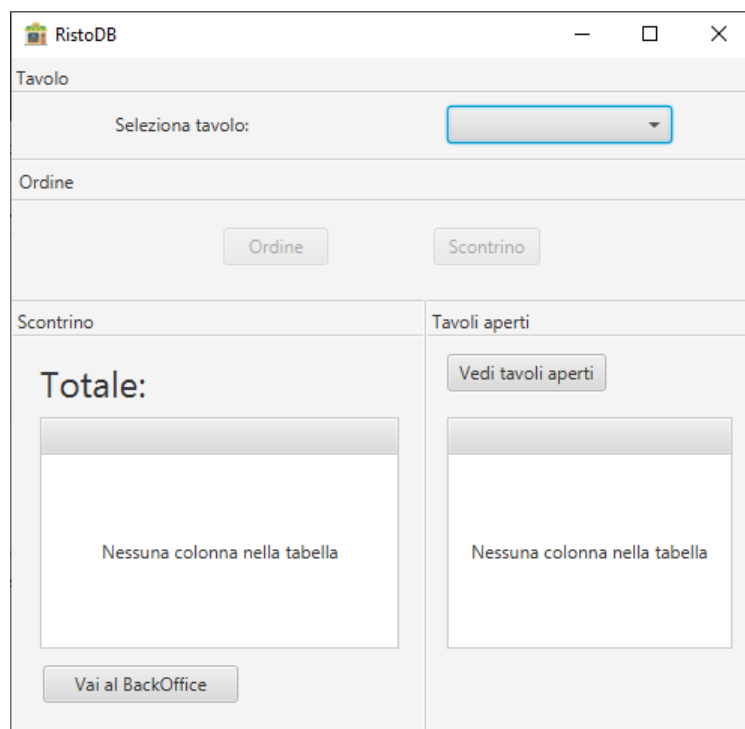 RistoDB
Tavolo
Seleziona tavolo:
Ordine
Ordine Scontrino
Scontrino
Totale:
Nessuna colonna nella tabella
Vai al BackOffice
Tavoli aperti
Vedi tavoli aperti
Nessuna colonna nella tabella